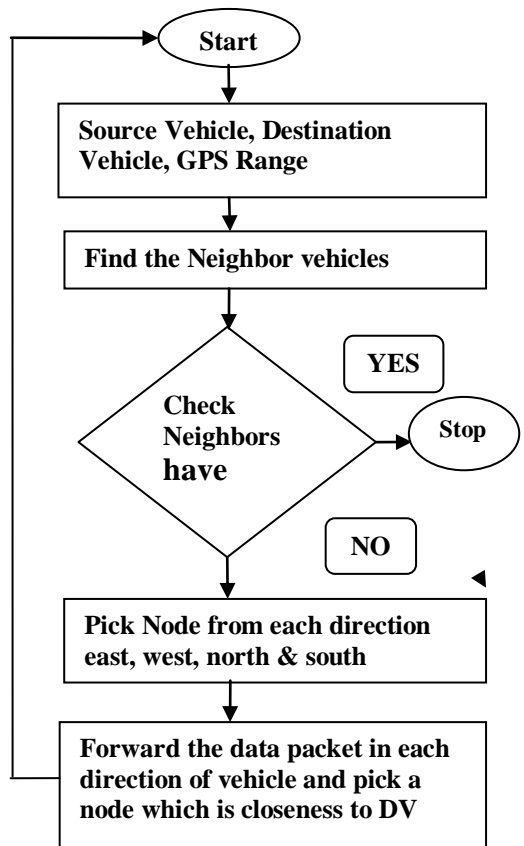 Start
Source Vehicle, Destination
Vehicle, GPS Range
Find the Neighbor vehicles
YES
Check
Neighbors
have
Stop
NO
Pick Node from each direction
east, west, north & south
Forward the data packet in each
direction of vehicle and pick a
node which is closeness to DV